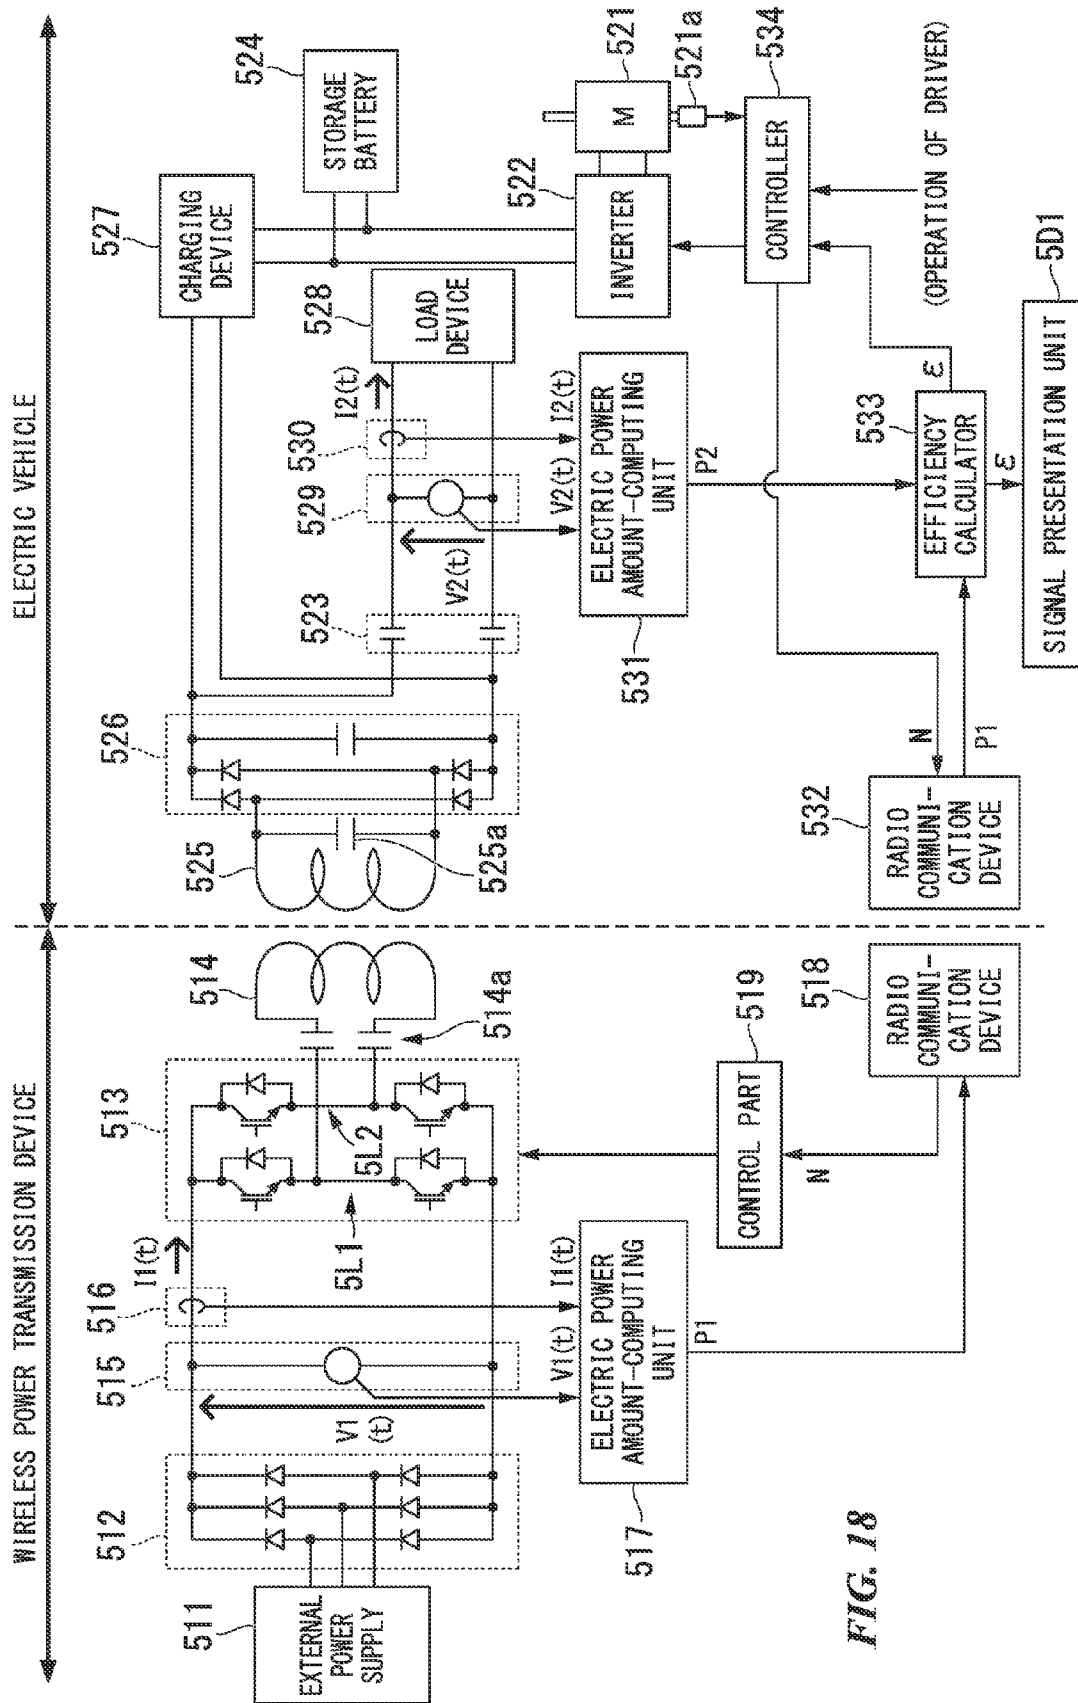 WIRELESS POWER TRANSMISSION DEVICE
ELECTRIC VEHICLE
511
EXTERNAL
POWER
SUPPLY
512
V1
(t)
515
516
I1(t)
513
5L1
5L2
514
514a
V1(t)
I1(t)
ELECTRIC POWER
AMOUNT-COMPUTING
UNIT
517
P1
519
CONTROL PART
N
518
RADIO
COMMUNI-
CATION
DEVICE
525
525a
526
523
V2(t)
529
530
I2(t)
528
LOAD
DEVICE
527
CHARGING
DEVICE
524
STORAGE
BATTERY
522
INVERTER
521
M
521a
534
CONTROLLER
(OPERATION OF DRIVER)
V2(t)
I2(t)
ELECTRIC POWER
AMOUNT-COMPUTING
UNIT
531
P2
532
RADIO
COMMUNI-
CATION
DEVICE
N
P1
533
EFFICIENCY
CALCULATOR
ε
ε
5D1
SIGNAL PRESENTATION UNIT
FIG. 18